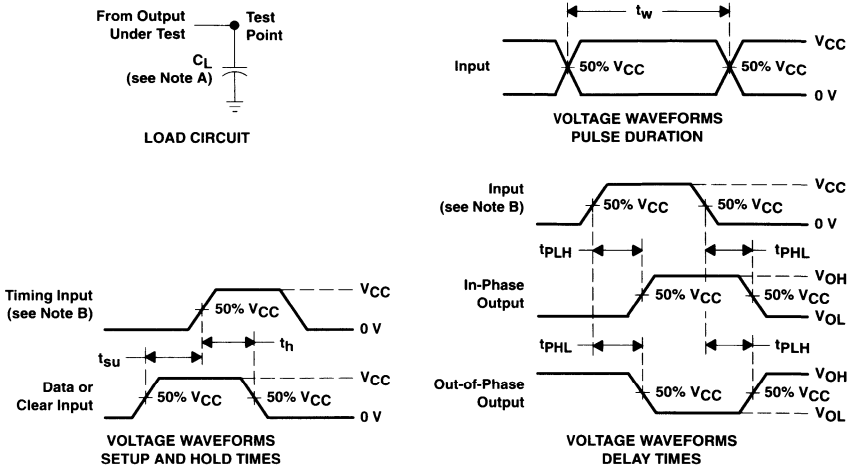 From Output
Under Test
Test
Point
CL
(see Note A)
LOAD CIRCUIT
tw
Input
VCC
50% VCC
50% VCC
0 V
VOLTAGE WAVEFORMS
PULSE DURATION
Timing Input
(see Note B)
VCC
50% VCC
0 V
th
tsu
Data or
Clear Input
VCC
50% VCC
50% VCC
0 V
VOLTAGE WAVEFORMS
SETUP AND HOLD TIMES
Input
(see Note B)
VCC
50% VCC
50% VCC
0 V
tPLH
tPHL
In-Phase
Output
VOH
50% VCC
50% VCC
VOL
tPHL
tPLH
Out-of-Phase
Output
VOH
50% VCC
50% VCC
VOL
VOLTAGE WAVEFORMS
DELAY TIMES